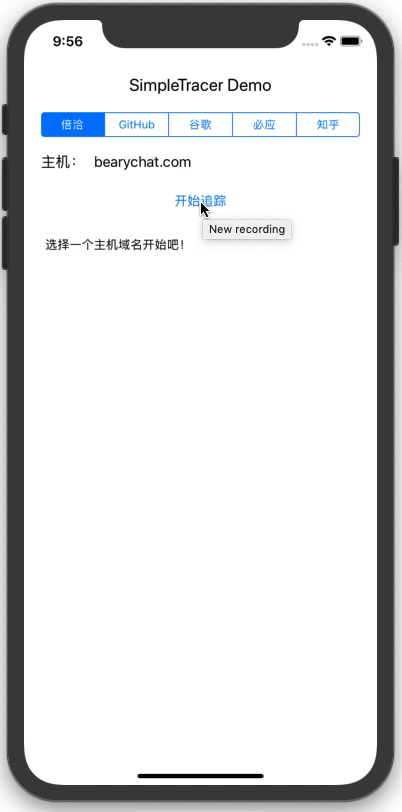 9:56
SimpleTracer Demo
倍洽 GitHub 谷歌 必应 知乎
主机： bearychat.com
开始追踪
New recording
选择一个主机域名开始吧！